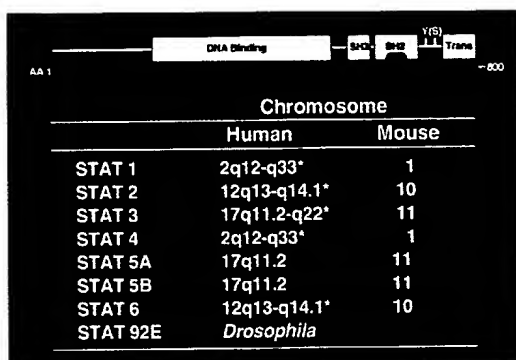 Y(S)
DNA Binding SH3 SH2 Trans
AA 1 ~800
Chromosome
Human Mouse
STAT 1 2q12-q33* 1
STAT 2 12q13-q14.1* 10
STAT 3 17q11.2-q22* 11
STAT 4 2q12-q33* 1
STAT 5A 17q11.2 11
STAT 5B 17q11.2 11
STAT 6 12q13-q14.1* 10
STAT 92E Drosophila